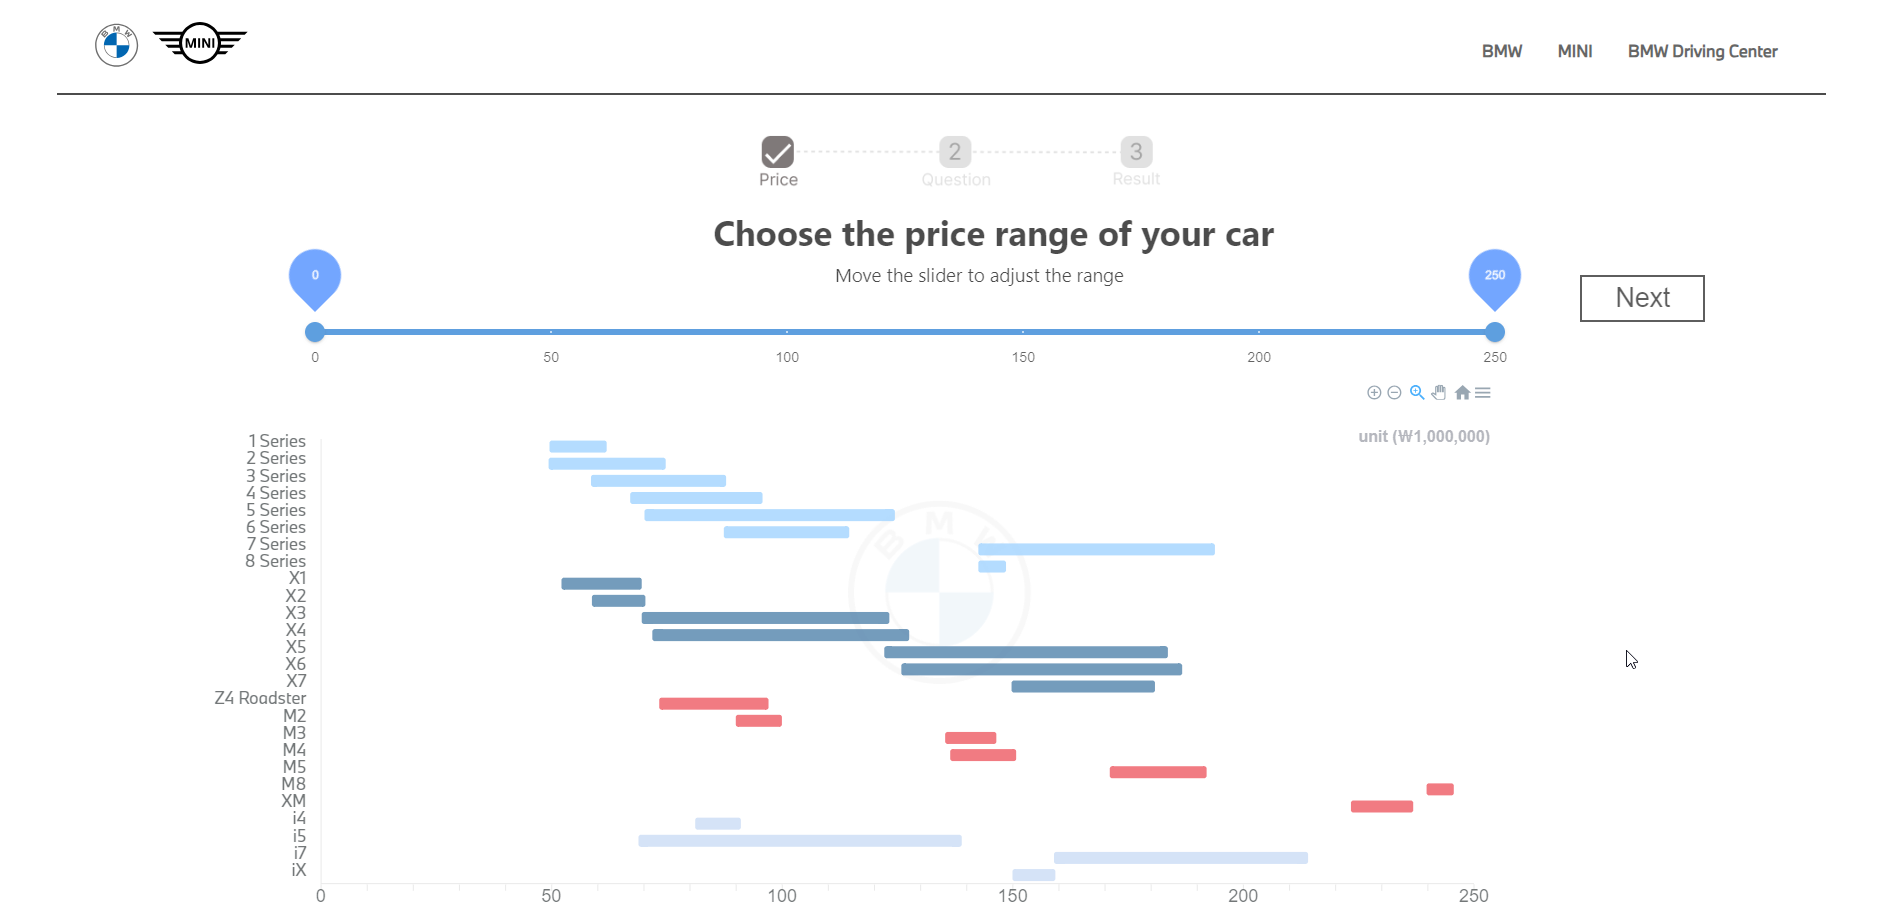 BMW
MINI
BMW MINI BMW Driving Center
2 3
Price Question Result
Choose the price range of your car
Move the slider to adjust the range
0 250
Next
0 50 100 150 200 250
unit (₩1,000,000)
1 Series
2 Series
3 Series
4 Series
5 Series
6 Series
7 Series
8 Series
BMW
X1
X2
X3
X4
X5
X6
X7
Z4 Roadster
M2
M3
M4
M5
M8
XM
i4
i5
i7
iX
0 50 100 150 200 250